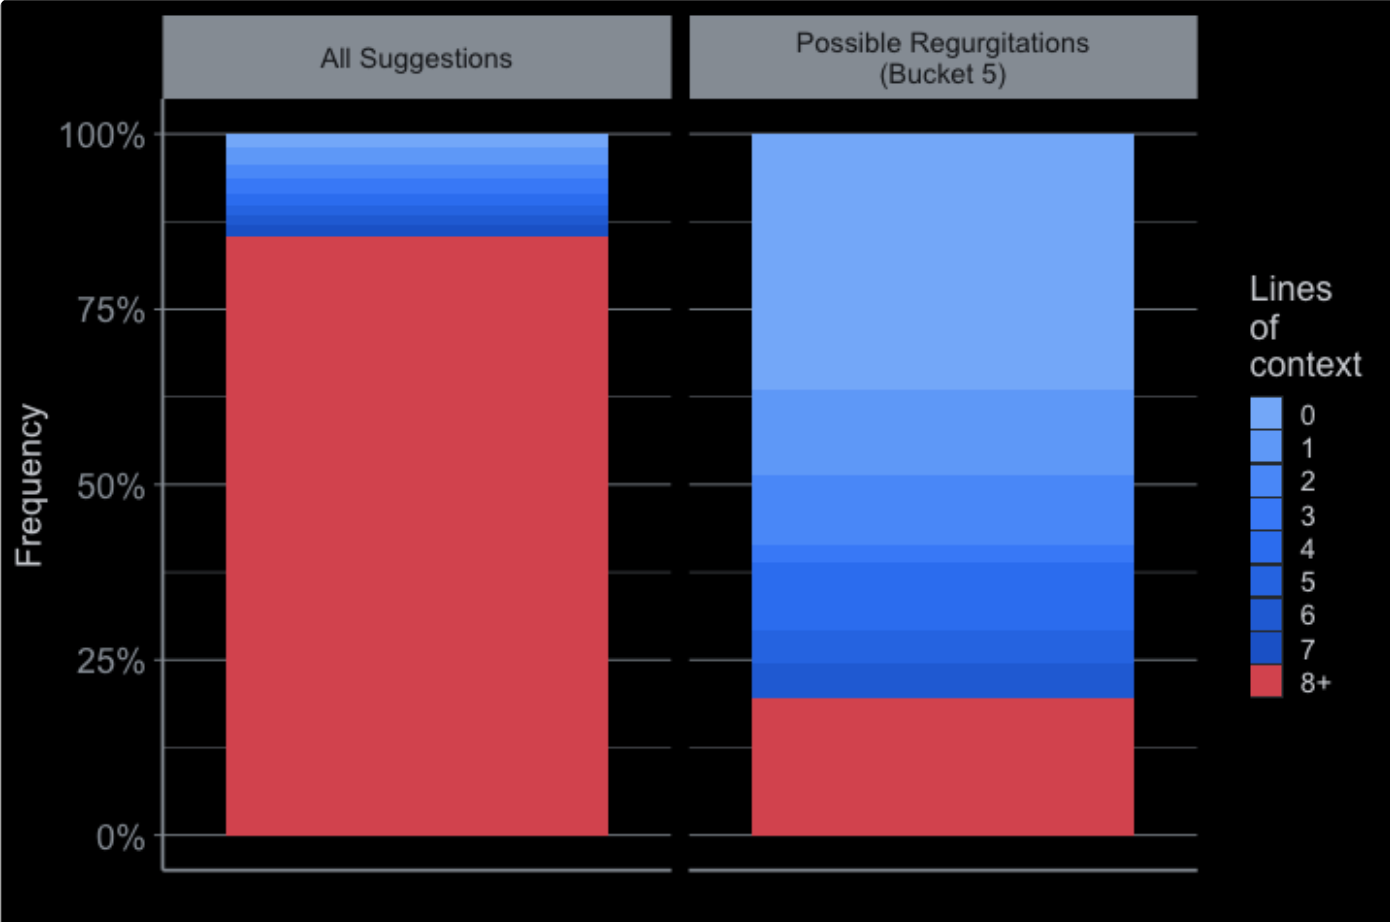 All Suggestions
Possible Regurgitations
(Bucket 5)
100%
75%
50%
25%
0%
Frequency
Lines
of
context
0
1
2
3
4
5
6
7
8+